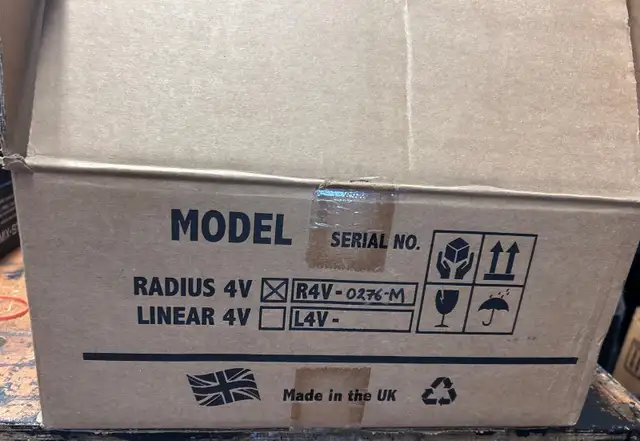 MODEL
SERIAL NO.
RADIUS 4V R4V-0276-M
LINEAR 4V L4V-
Made in the UK